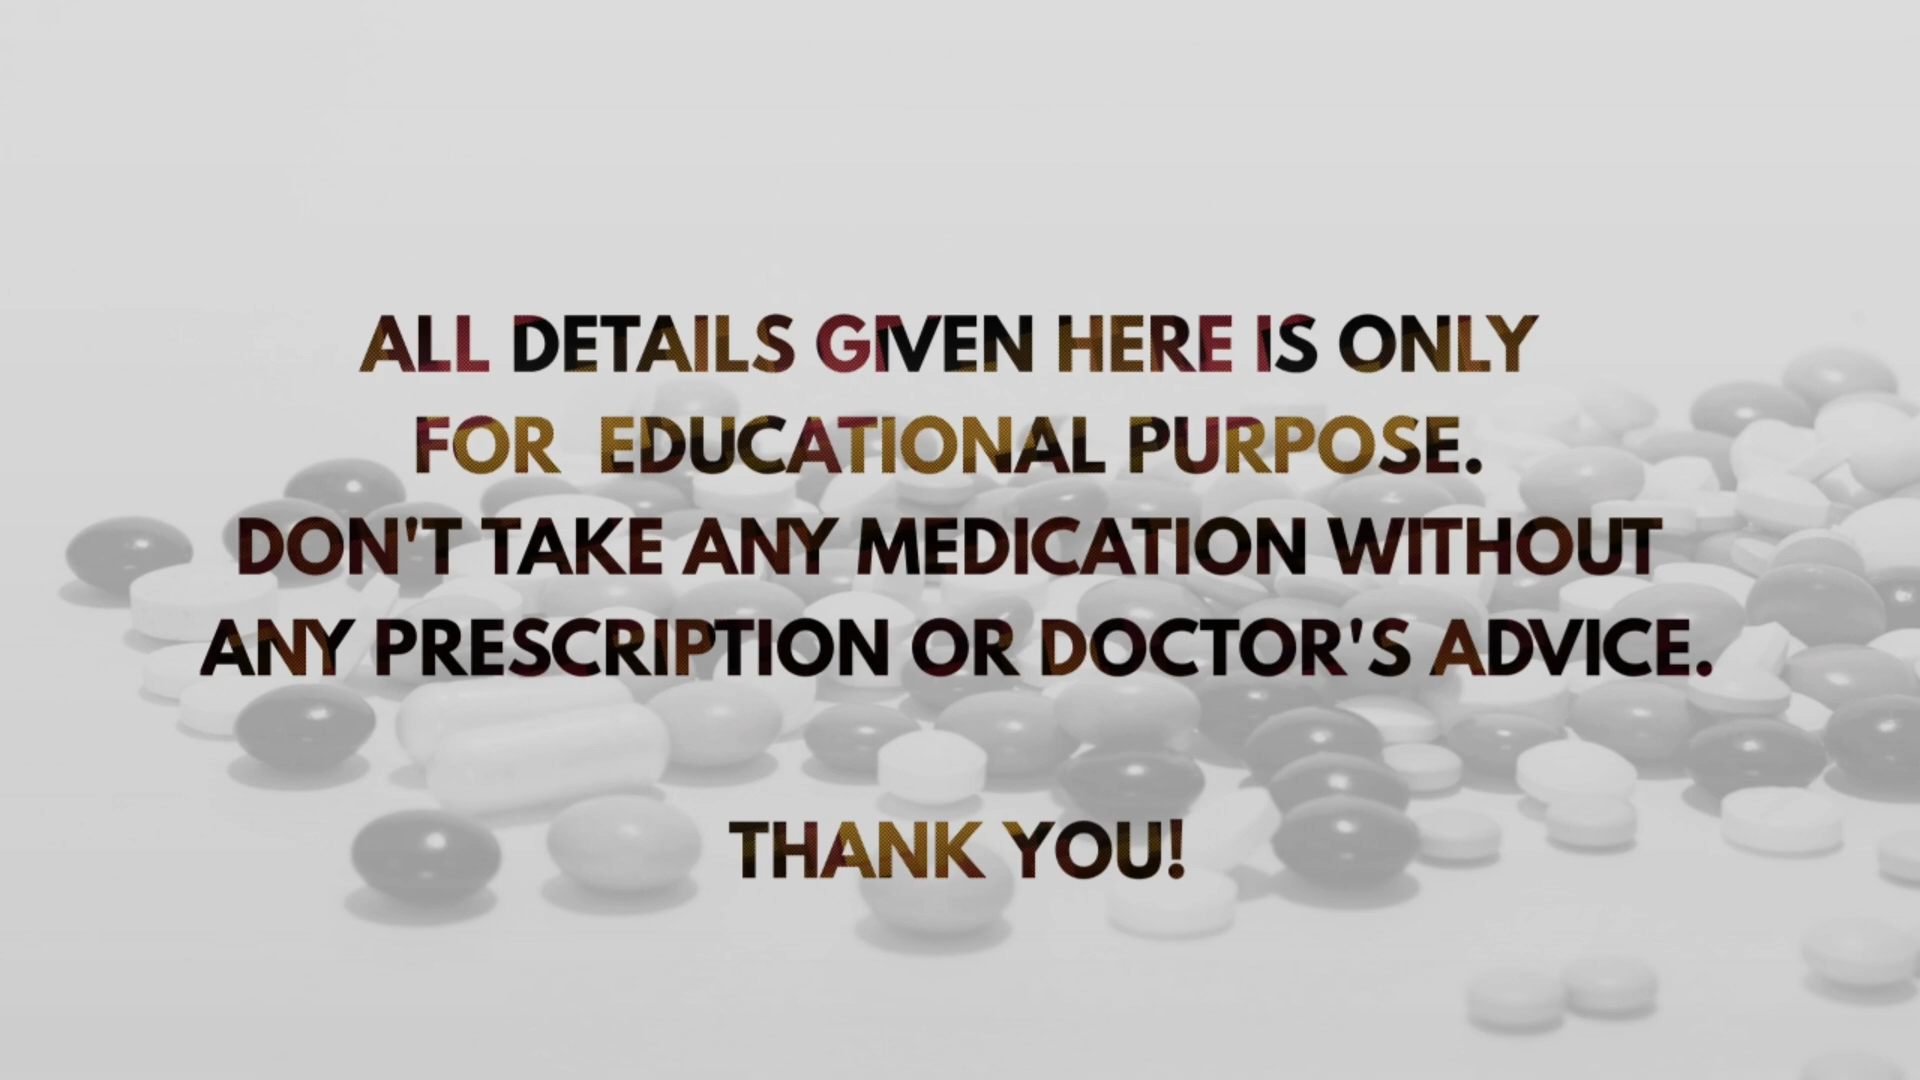 ALL DETAILS GIVEN HERE IS ONLY
FOR EDUCATIONAL PURPOSE.
DON'T TAKE ANY MEDICATION WITHOUT
ANY PRESCRIPTION OR DOCTOR'S ADVICE.
THANK YOU!